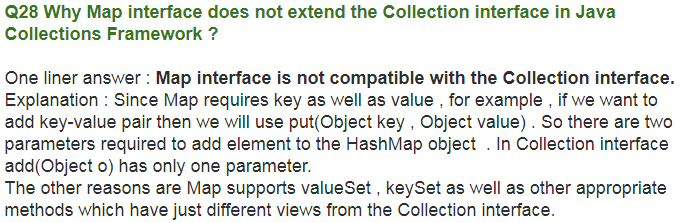 Q28 Why Map interface does not extend the Collection interface in Java
Collections Framework ?
One liner answer : Map interface is not compatible with the Collection interface.
Explanation : Since Map requires key as well as value , for example , if we want to
add key-value pair then we will use put(Object key , Object value) . So there are two
parameters required to add element to the HashMap object  . In Collection interface
add(Object o) has only one parameter.
The other reasons are Map supports valueSet , keySet as well as other appropriate
methods which have just different views from the Collection interface.